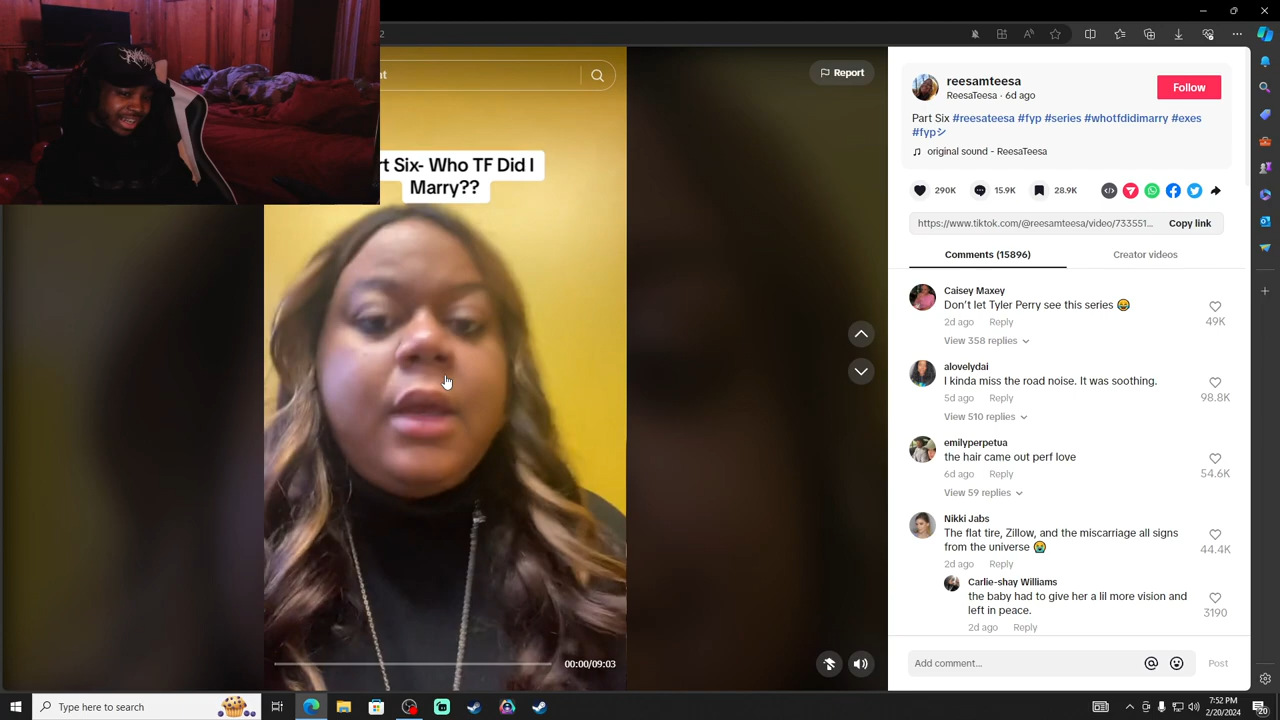 nt
Report
rt Six- Who TF Did I
Marry??
00:00/09:03
reesamteesa
ReesaTeesa · 6d ago
Follow
Part Six #reesateesa #fyp #series #whotfdidimarry #exes
#fypシ
original sound - ReesaTeesa
290K
15.9K
28.9K
https://www.tiktok.com/@reesamteesa/video/733551...
Copy link
Comments (15896)
Creator videos
Caisey Maxey
Don't let Tyler Perry see this series 😂
49K
2d ago Reply
View 358 replies
alovelydai
I kinda miss the road noise. It was soothing.
98.8K
5d ago Reply
View 510 replies
emilyperpetua
the hair came out perf love
54.6K
6d ago Reply
View 59 replies
Nikki Jabs
The flat tire, Zillow, and the miscarriage all signs
from the universe 😭
44.4K
2d ago Reply
Carlie-shay Williams
the baby had to give her a lil more vision and
left in peace.
3190
2d ago Reply
Add comment...
Post
Type here to search
7:52 PM
2/20/2024
20